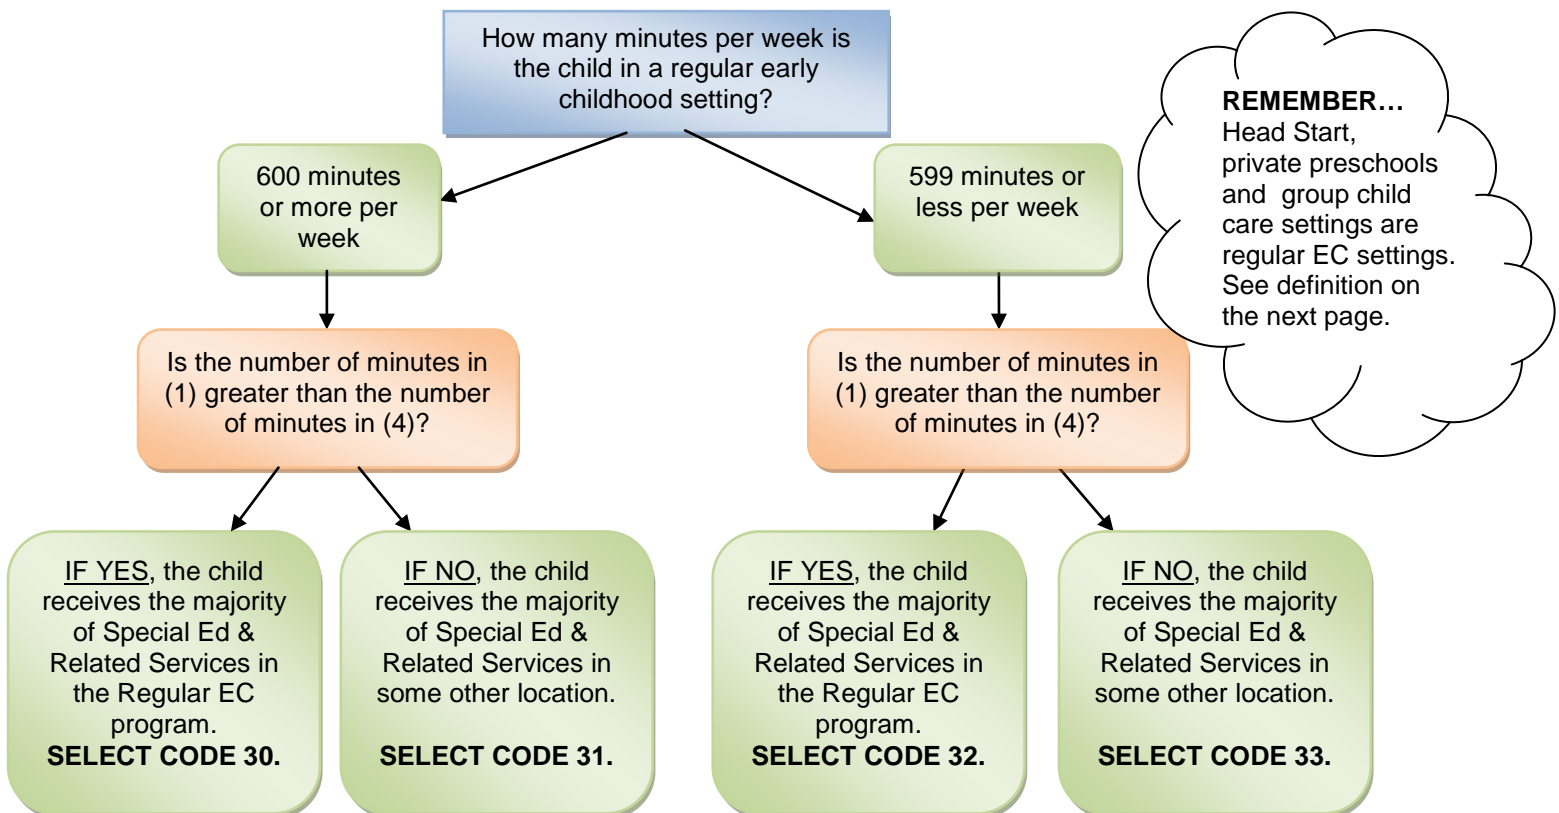 How many minutes per week is
the child in a regular early
childhood setting?
REMEMBER…
Head Start,
private preschools
and group child
care settings are
regular EC settings.
See definition on
the next page.
600 minutes
or more per
week
599 minutes or
less per week
Is the number of minutes in
(1) greater than the number
of minutes in (4)?
Is the number of minutes in
(1) greater than the number
of minutes in (4)?
IF YES, the child
receives the majority
of Special Ed &
Related Services in
the Regular EC
program.
SELECT CODE 30.
IF NO, the child
receives the majority
of Special Ed &
Related Services in
some other location.
SELECT CODE 31.
IF YES, the child
receives the majority
of Special Ed &
Related Services in
the Regular EC
program.
SELECT CODE 32.
IF NO, the child
receives the majority
of Special Ed &
Related Services in
some other location.
SELECT CODE 33.